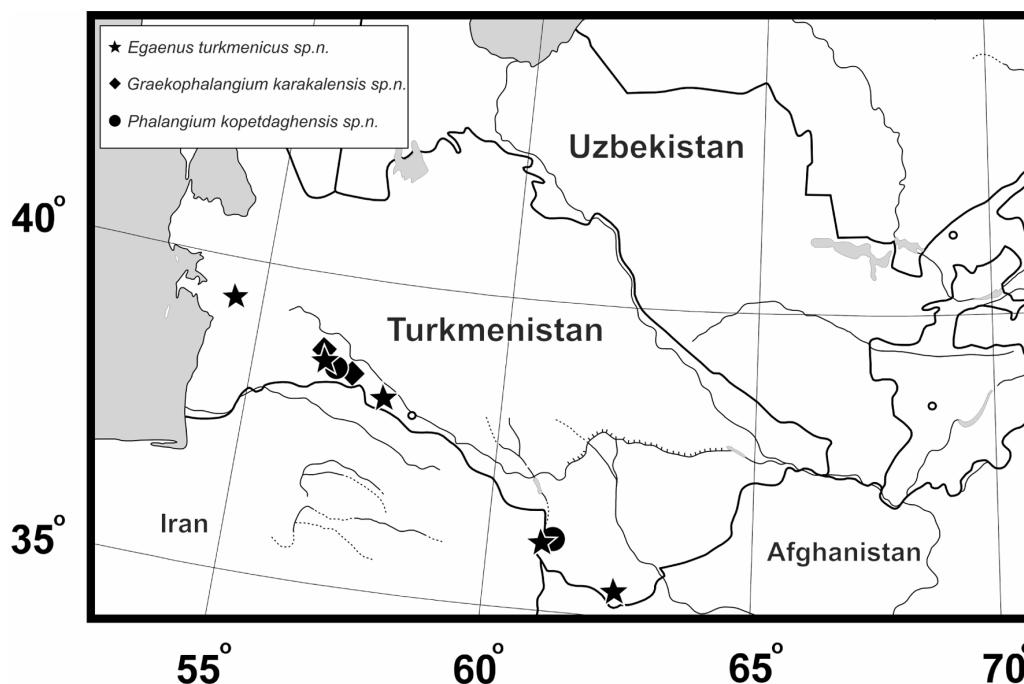 Egaenus turkmenicus sp.n.
Graekophalangium karakalensis sp.n.
Phalangium kopetdaghensis sp.n.
Uzbekistan
40°
Turkmenistan
Iran
35°
Afghanistan
55° 60° 65° 70°